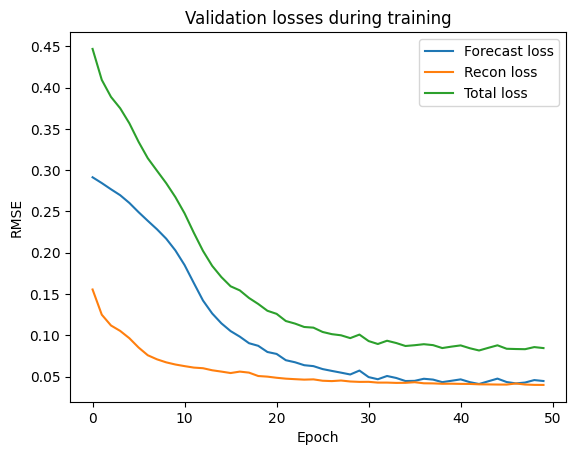 Validation losses during training
0.45
0.40
0.35
0.30
0.25
0.20
0.15
0.10
0.05
RMSE
Forecast loss
Recon loss
Total loss
0 10 20 30 40 50
Epoch